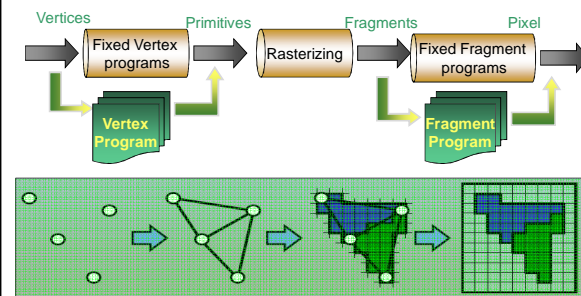 Vertices
Primitives
Fragments
Pixel
Fixed Vertex
programs
Rasterizing
Fixed Fragment
programs
Vertex
Program
Fragment
Program